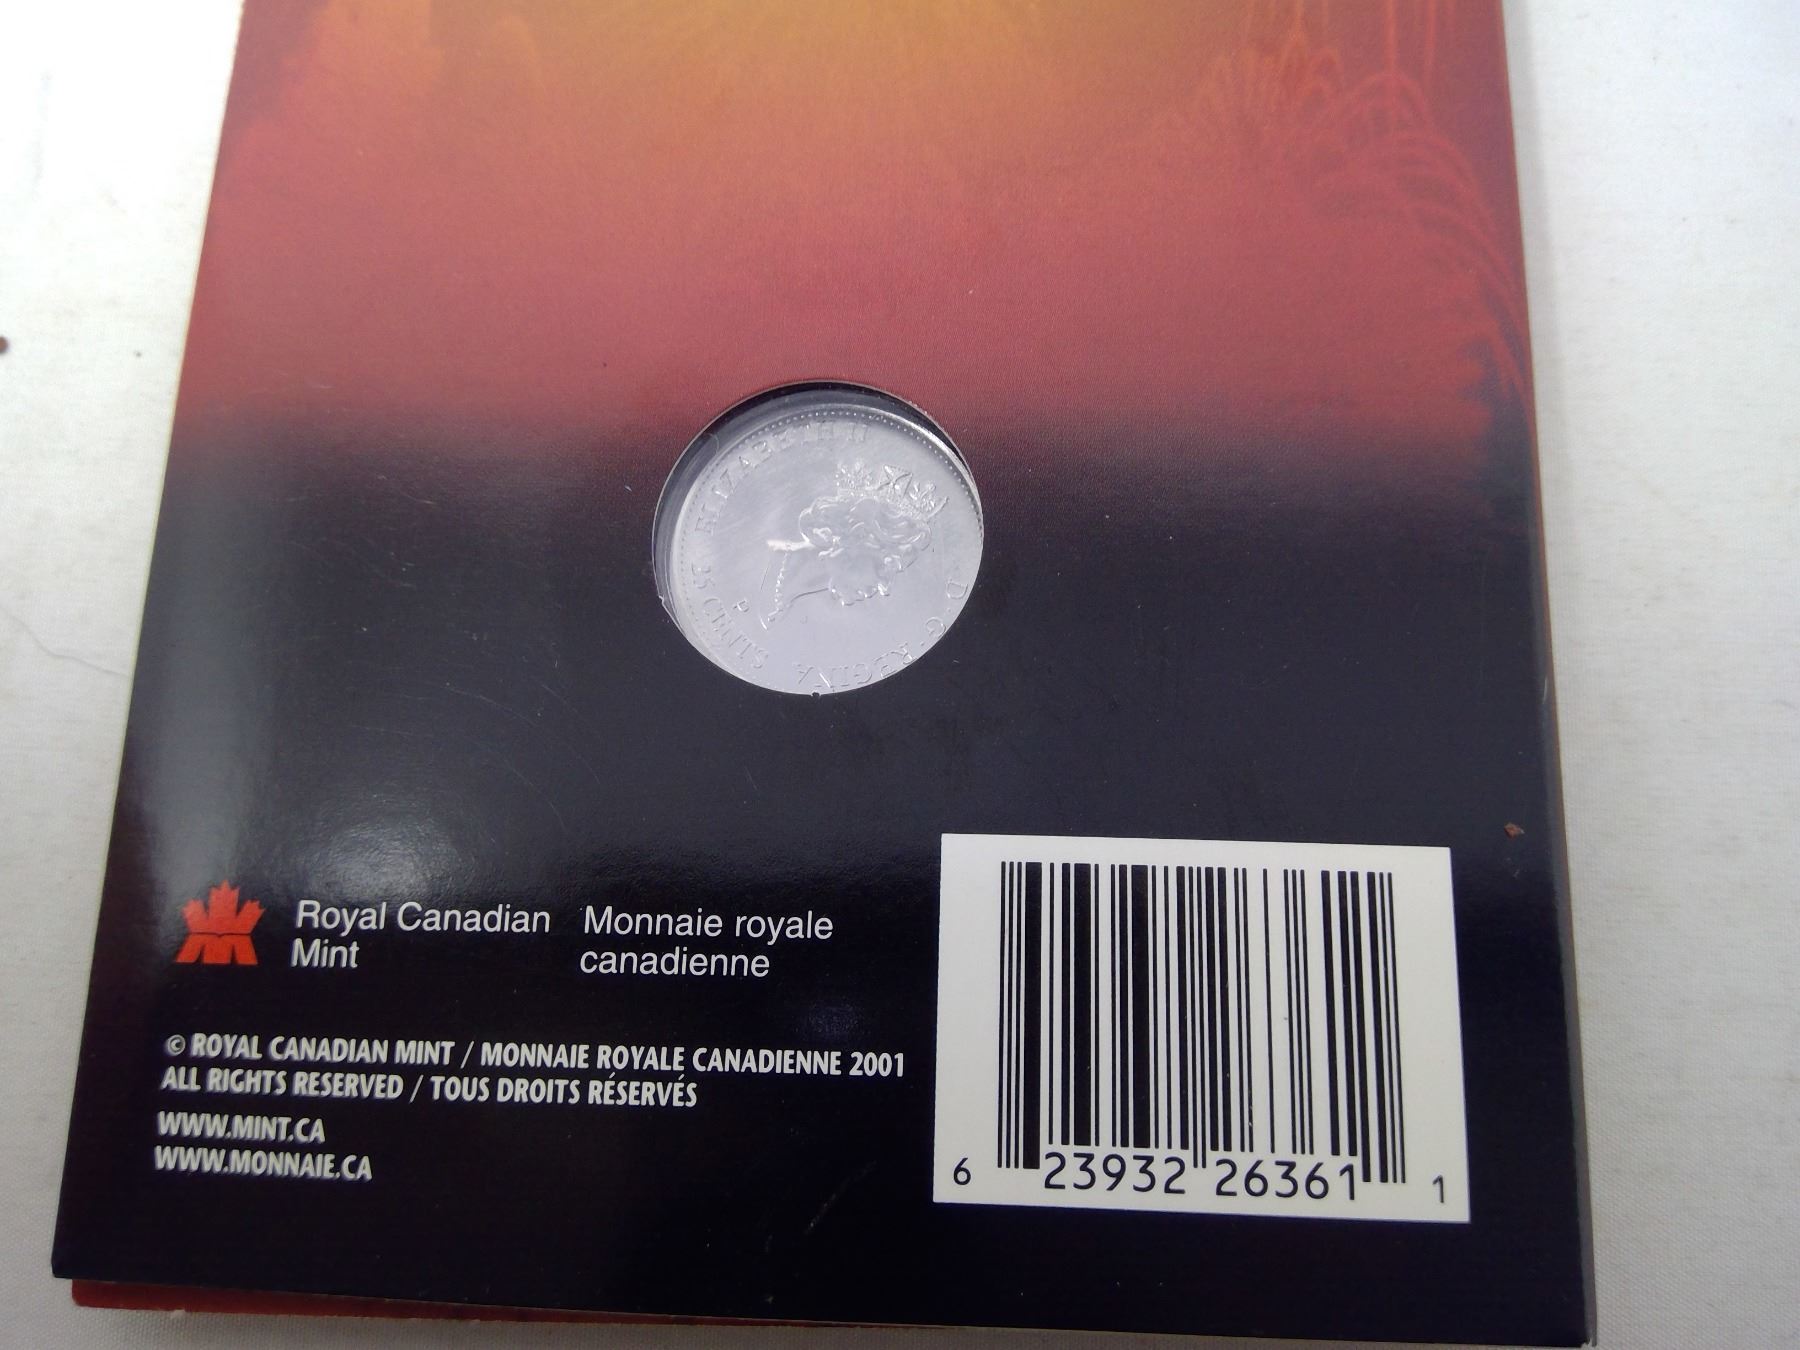 ELIZABETH II
D·G·REGINA
25 CENTS
P
Royal Canadian
Mint
Monnaie royale
canadienne
© ROYAL CANADIAN MINT / MONNAIE ROYALE CANADIENNE 2001
ALL RIGHTS RESERVED / TOUS DROITS RÉSERVÉS
WWW.MINT.CA
WWW.MONNAIE.CA
6 23932 26361 1